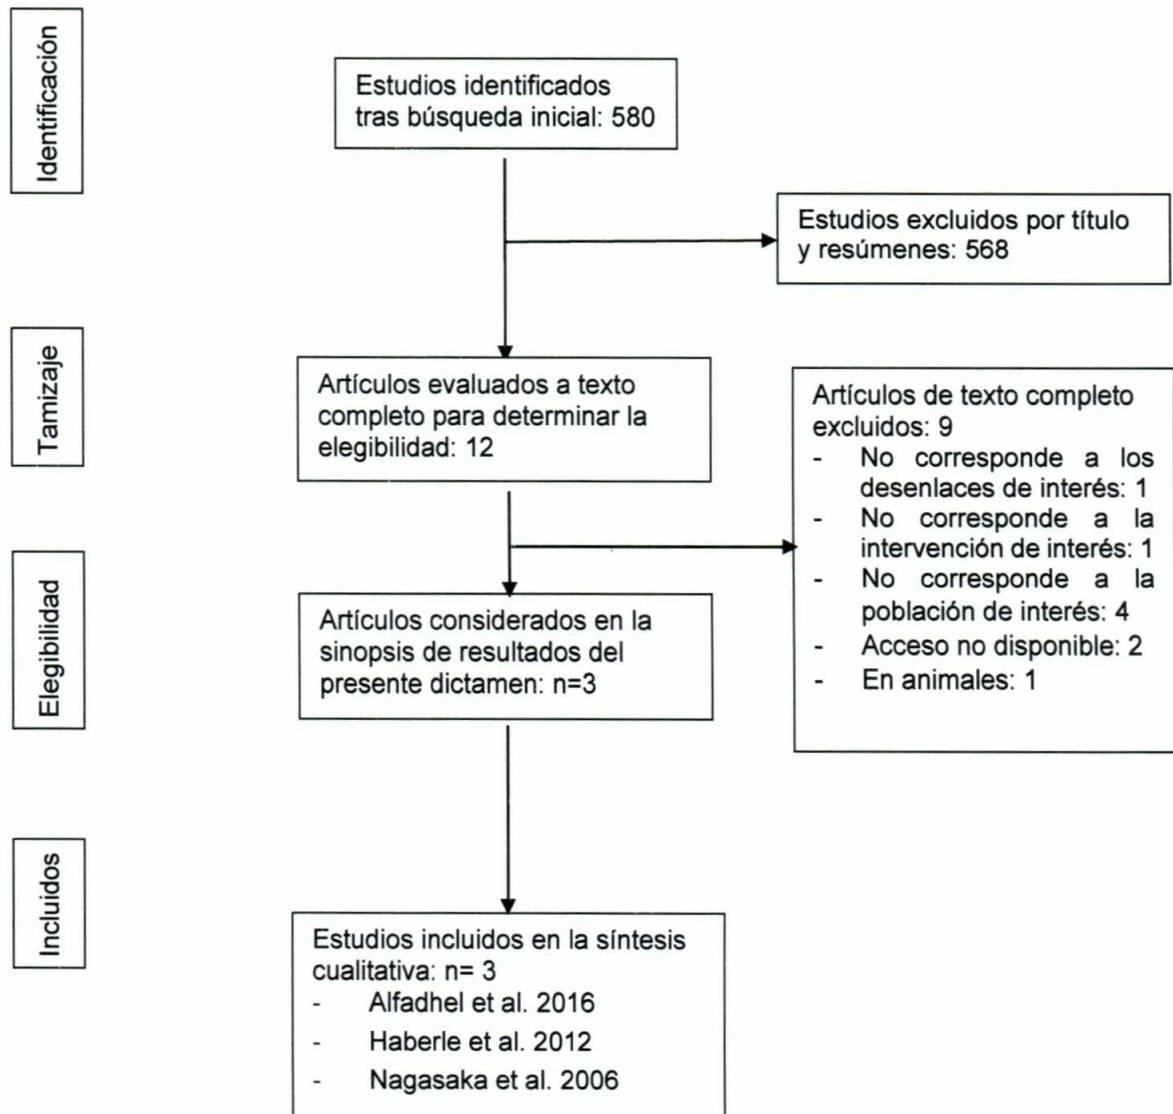 Identificación
Estudios identificados
tras búsqueda inicial: 580
Estudios excluidos por título
y resúmenes: 568
Tamizaje
Artículos evaluados a texto
completo para determinar la
elegibilidad: 12
Artículos de texto completo
excluidos: 9
- No corresponde a los
desenlaces de interés: 1
- No corresponde a la
intervención de interés: 1
- No corresponde a la
población de interés: 4
- Acceso no disponible: 2
- En animales: 1
Elegibilidad
Artículos considerados en la
sinopsis de resultados del
presente dictamen: n=3
Incluidos
Estudios incluidos en la síntesis
cualitativa: n= 3
- Alfadhel et al. 2016
- Haberle et al. 2012
- Nagasaka et al. 2006